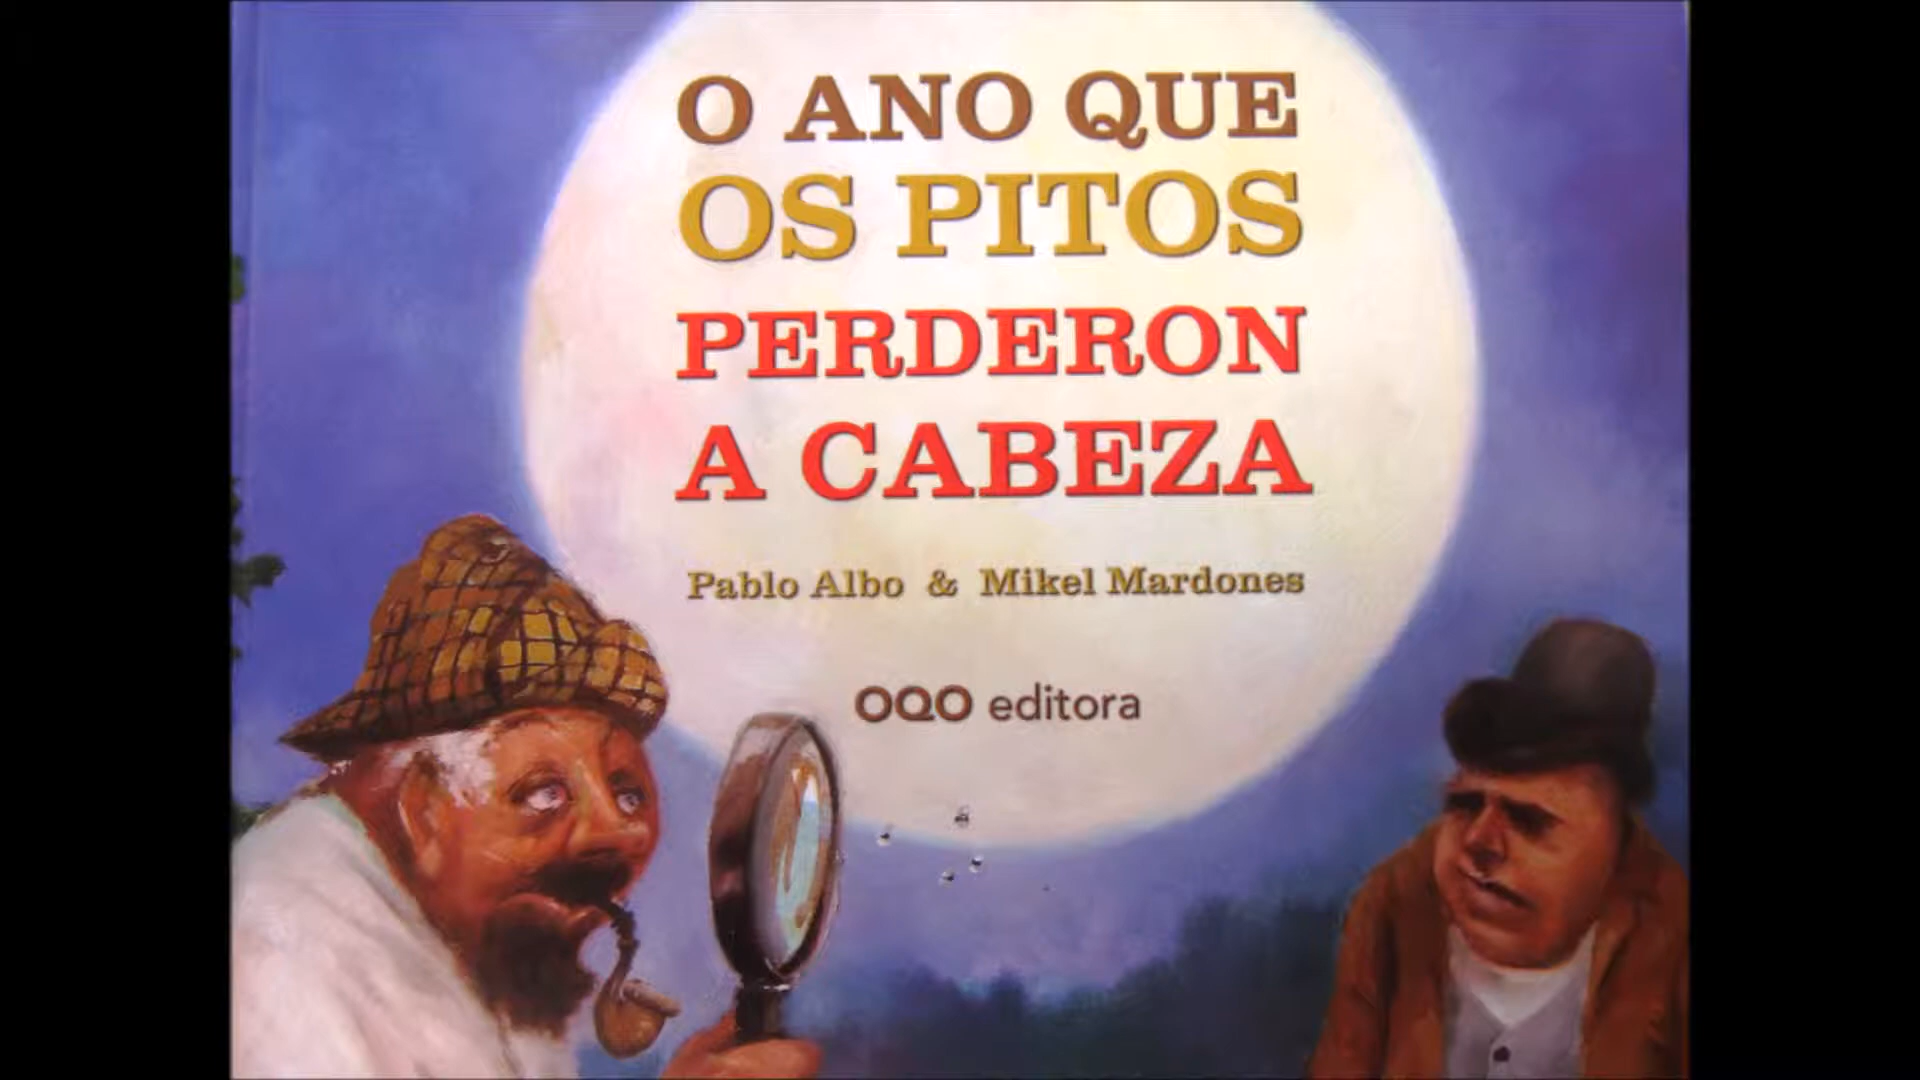 O ANO QUE
OS PITOS
PERDERON
A CABEZA
Pablo Albo & Mikel Mardones
OQO editora